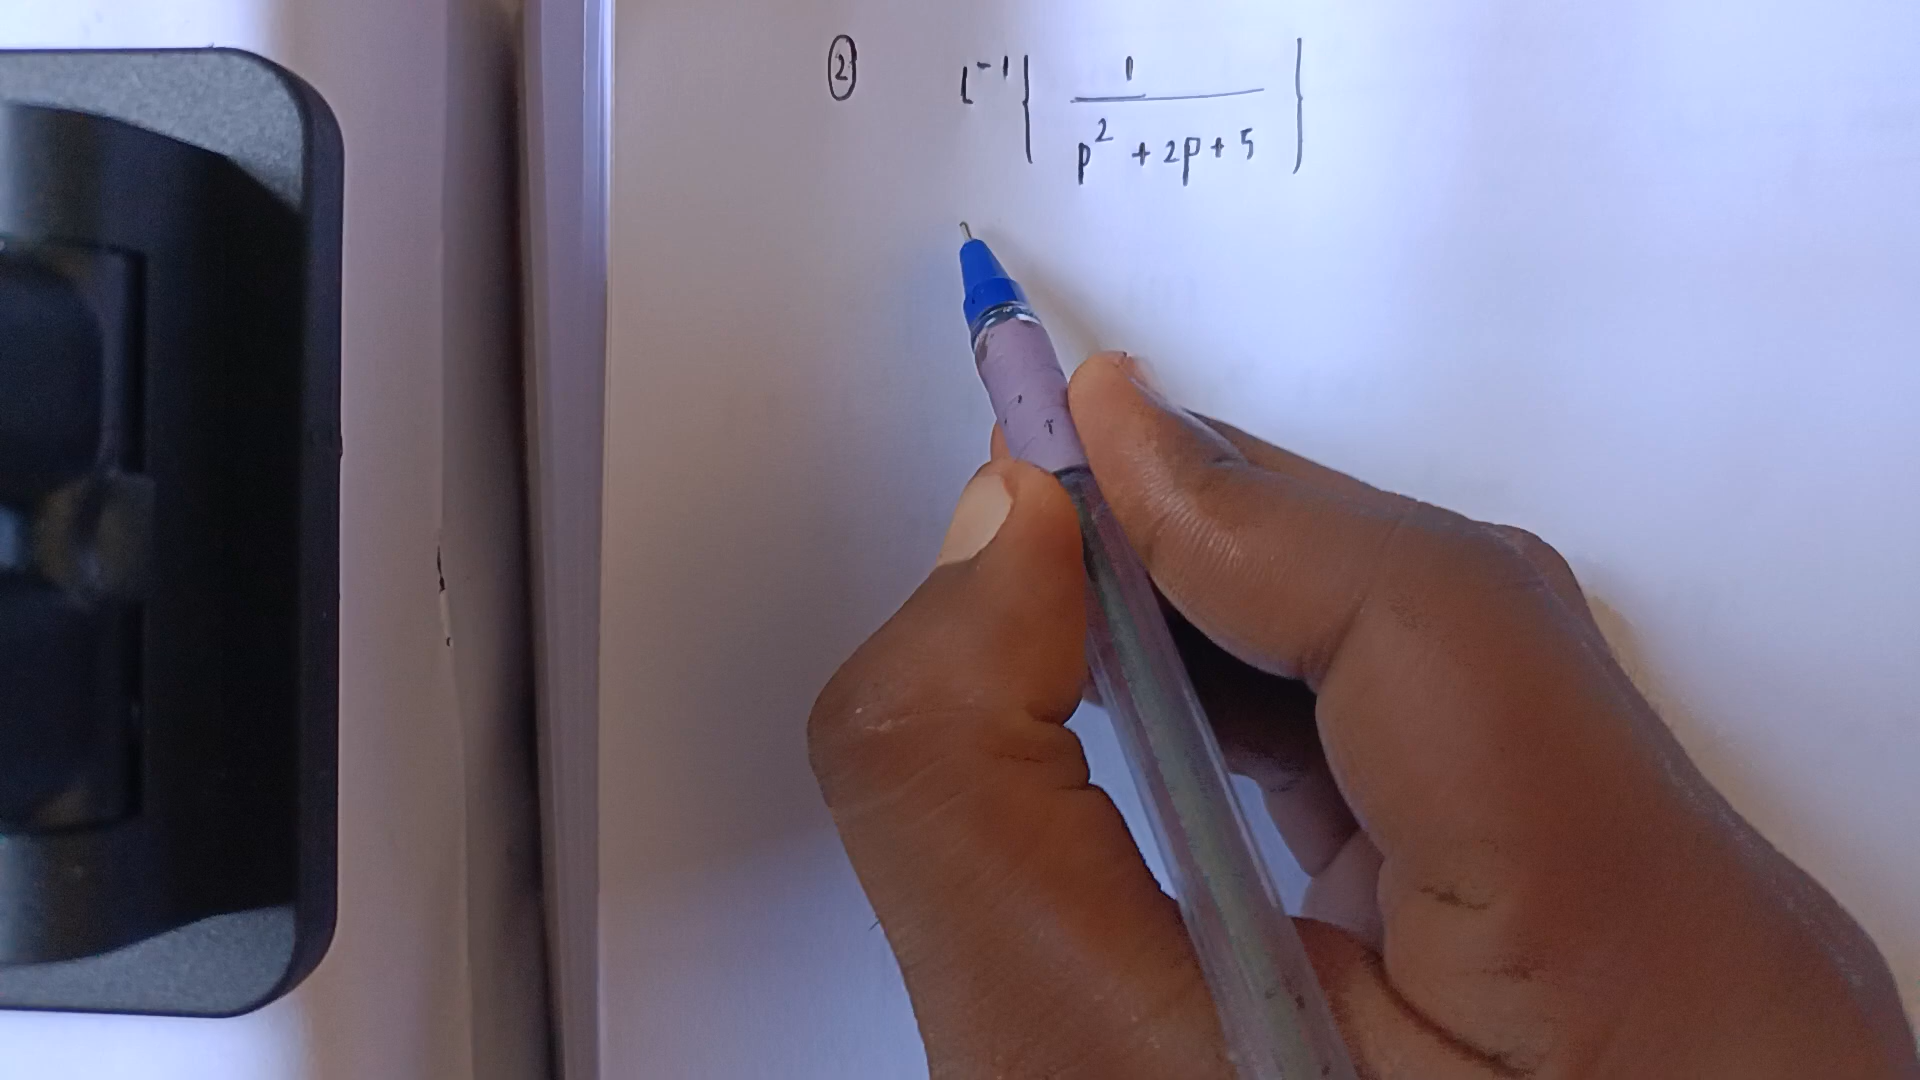 ② L⁻¹{ 1 / p² + 2p + 5 }